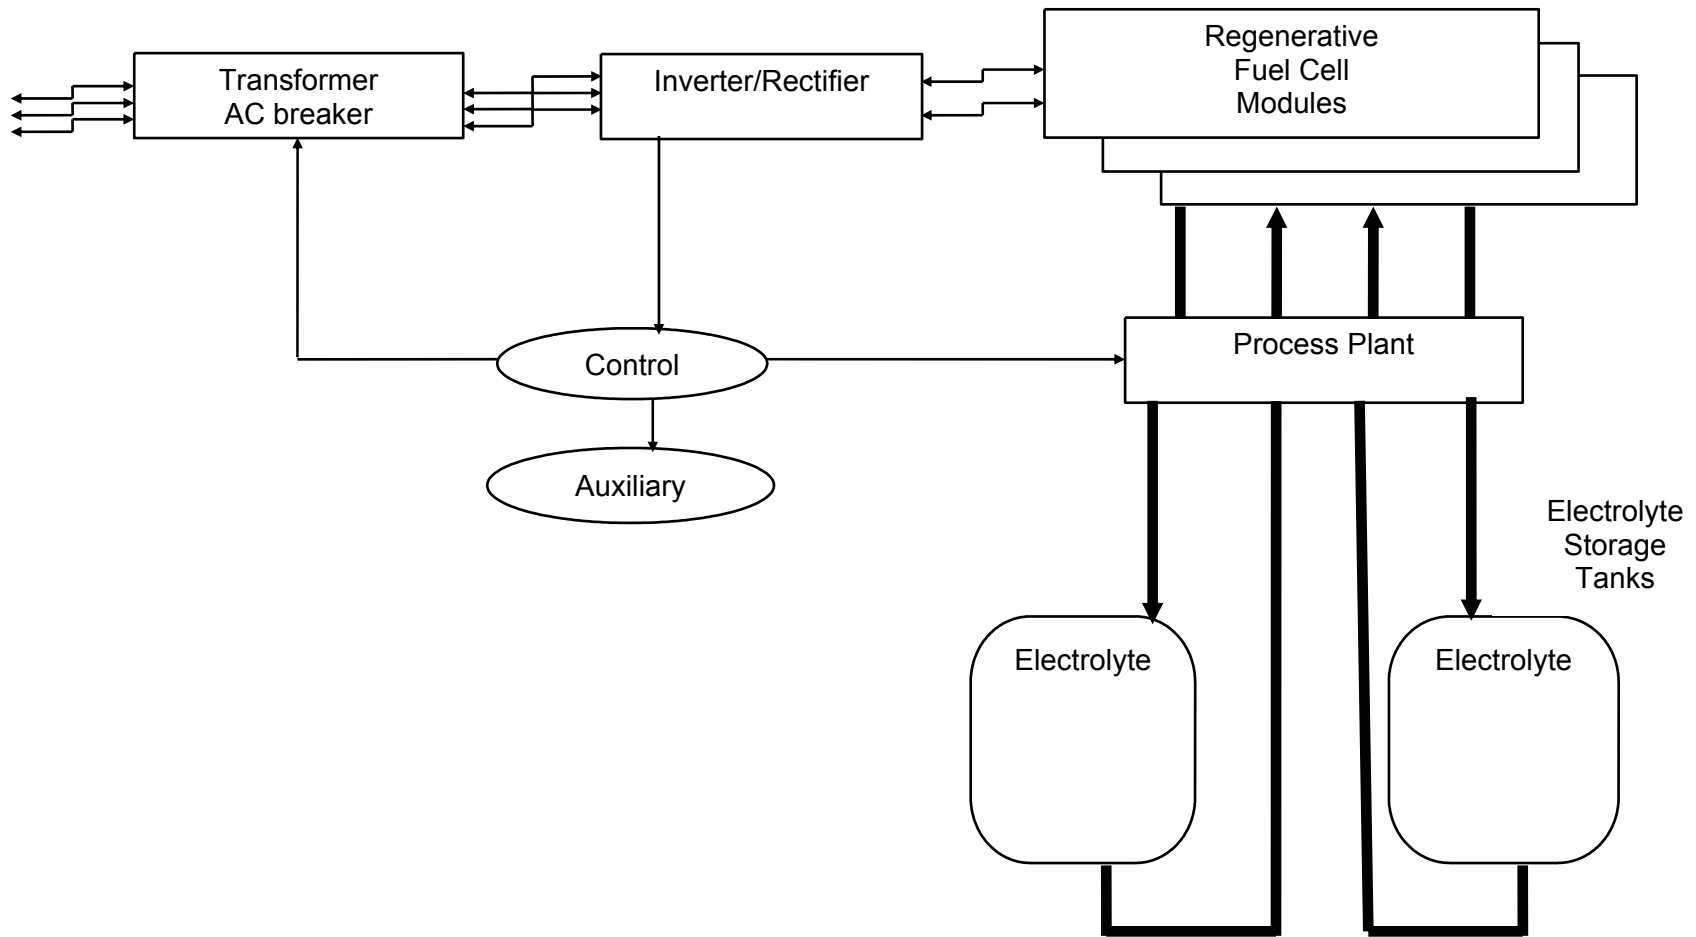 Transformer
AC breaker
Inverter/Rectifier
Regenerative
Fuel Cell
Modules
Control
Process Plant
Auxiliary
Electrolyte
Storage
Tanks
Electrolyte
Electrolyte